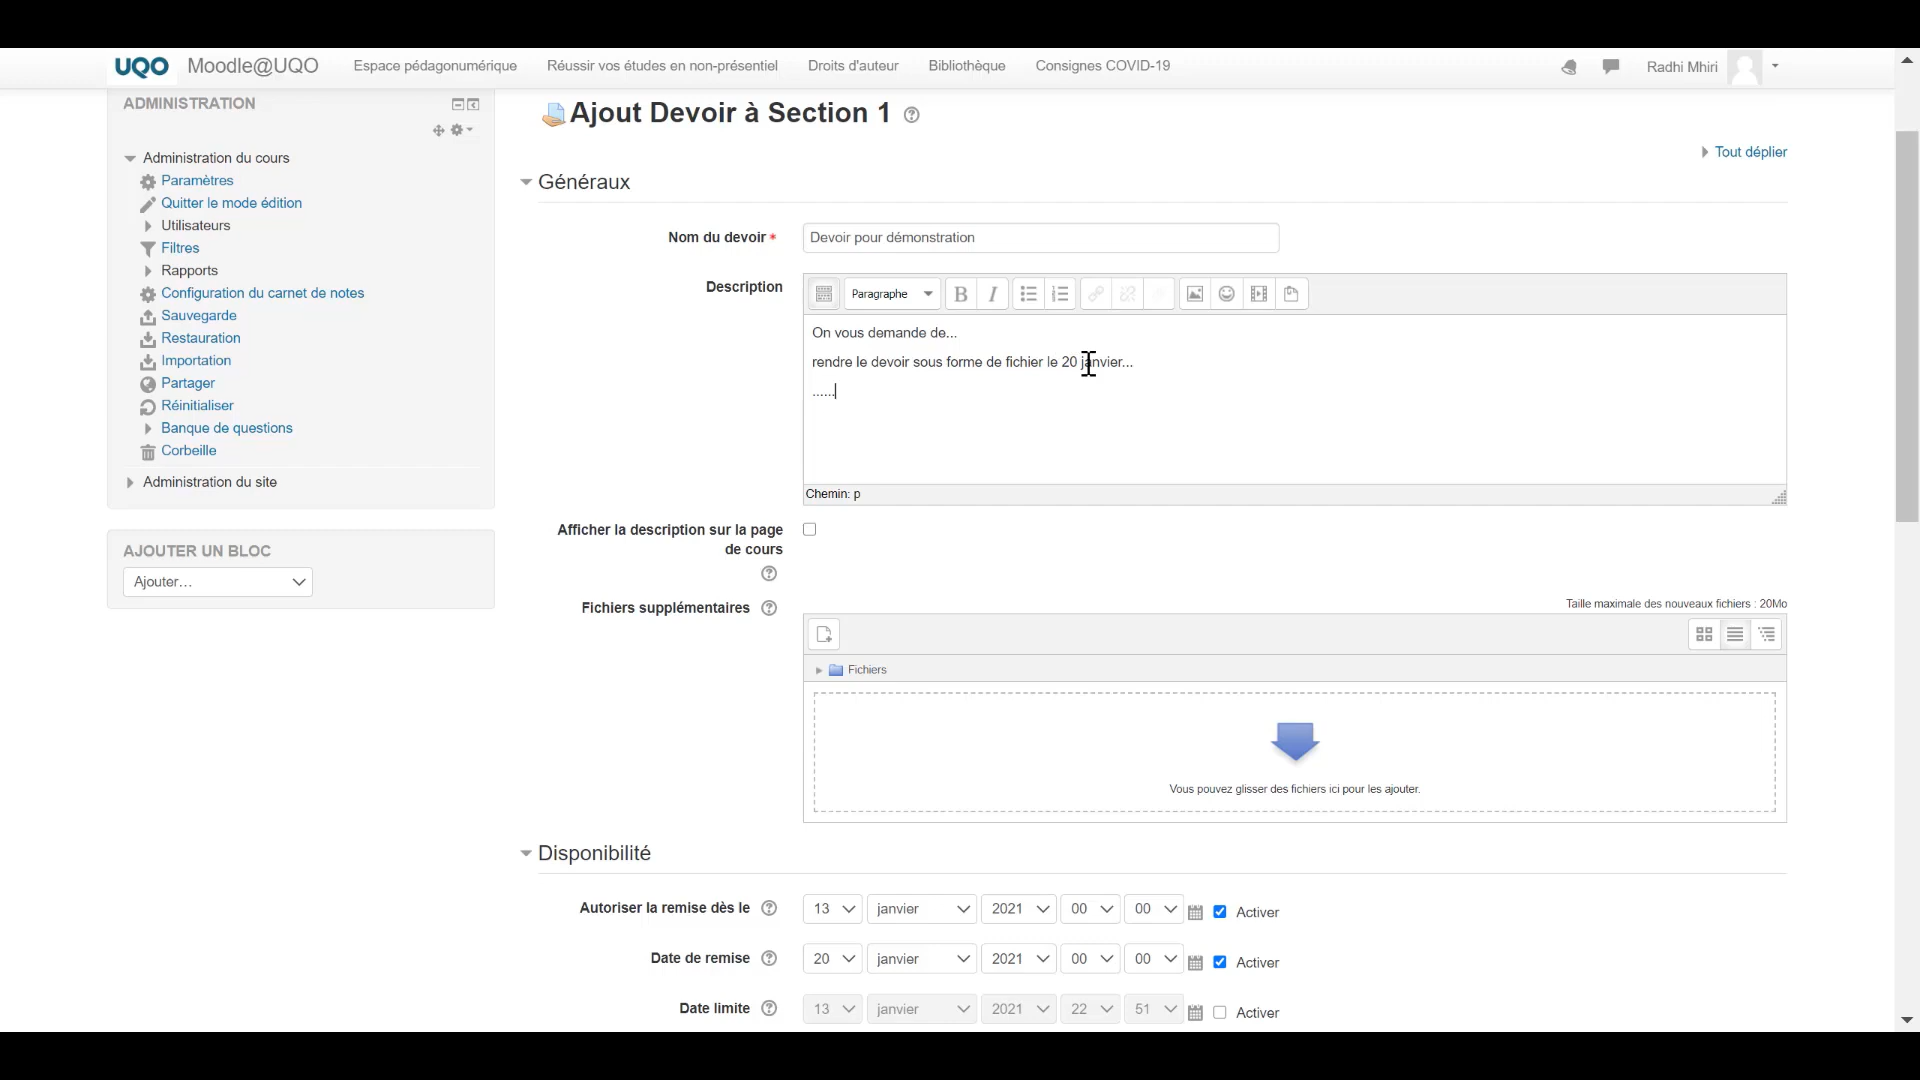 UQO Moodle@UQO Espace pédagonumérique Réussir vos études en non-présentiel Droits d'auteur Bibliothèque Consignes COVID-19 Radhi Mhiri
ADMINISTRATION
Administration du cours
Paramètres
Quitter le mode édition
Utilisateurs
Filtres
Rapports
Configuration du carnet de notes
Sauvegarde
Restauration
Importation
Partager
Réinitialiser
Banque de questions
Corbeille
Administration du site
AJOUTER UN BLOC
Ajouter...
Ajout Devoir à Section 1
Tout déplier
Généraux
Nom du devoir* Devoir pour démonstration
Description
Paragraphe B I
On vous demande de...
rendre le devoir sous forme de fichier le 20 janvier...
......
Chemin: p
Afficher la description sur la page
de cours
Fichiers supplémentaires
Taille maximale des nouveaux fichiers : 20Mo
Fichiers
Vous pouvez glisser des fichiers ici pour les ajouter.
Disponibilité
Autoriser la remise dès le 13 janvier 2021 00 00 Activer
Date de remise 20 janvier 2021 00 00 Activer
Date limite 13 janvier 2021 22 51 Activer